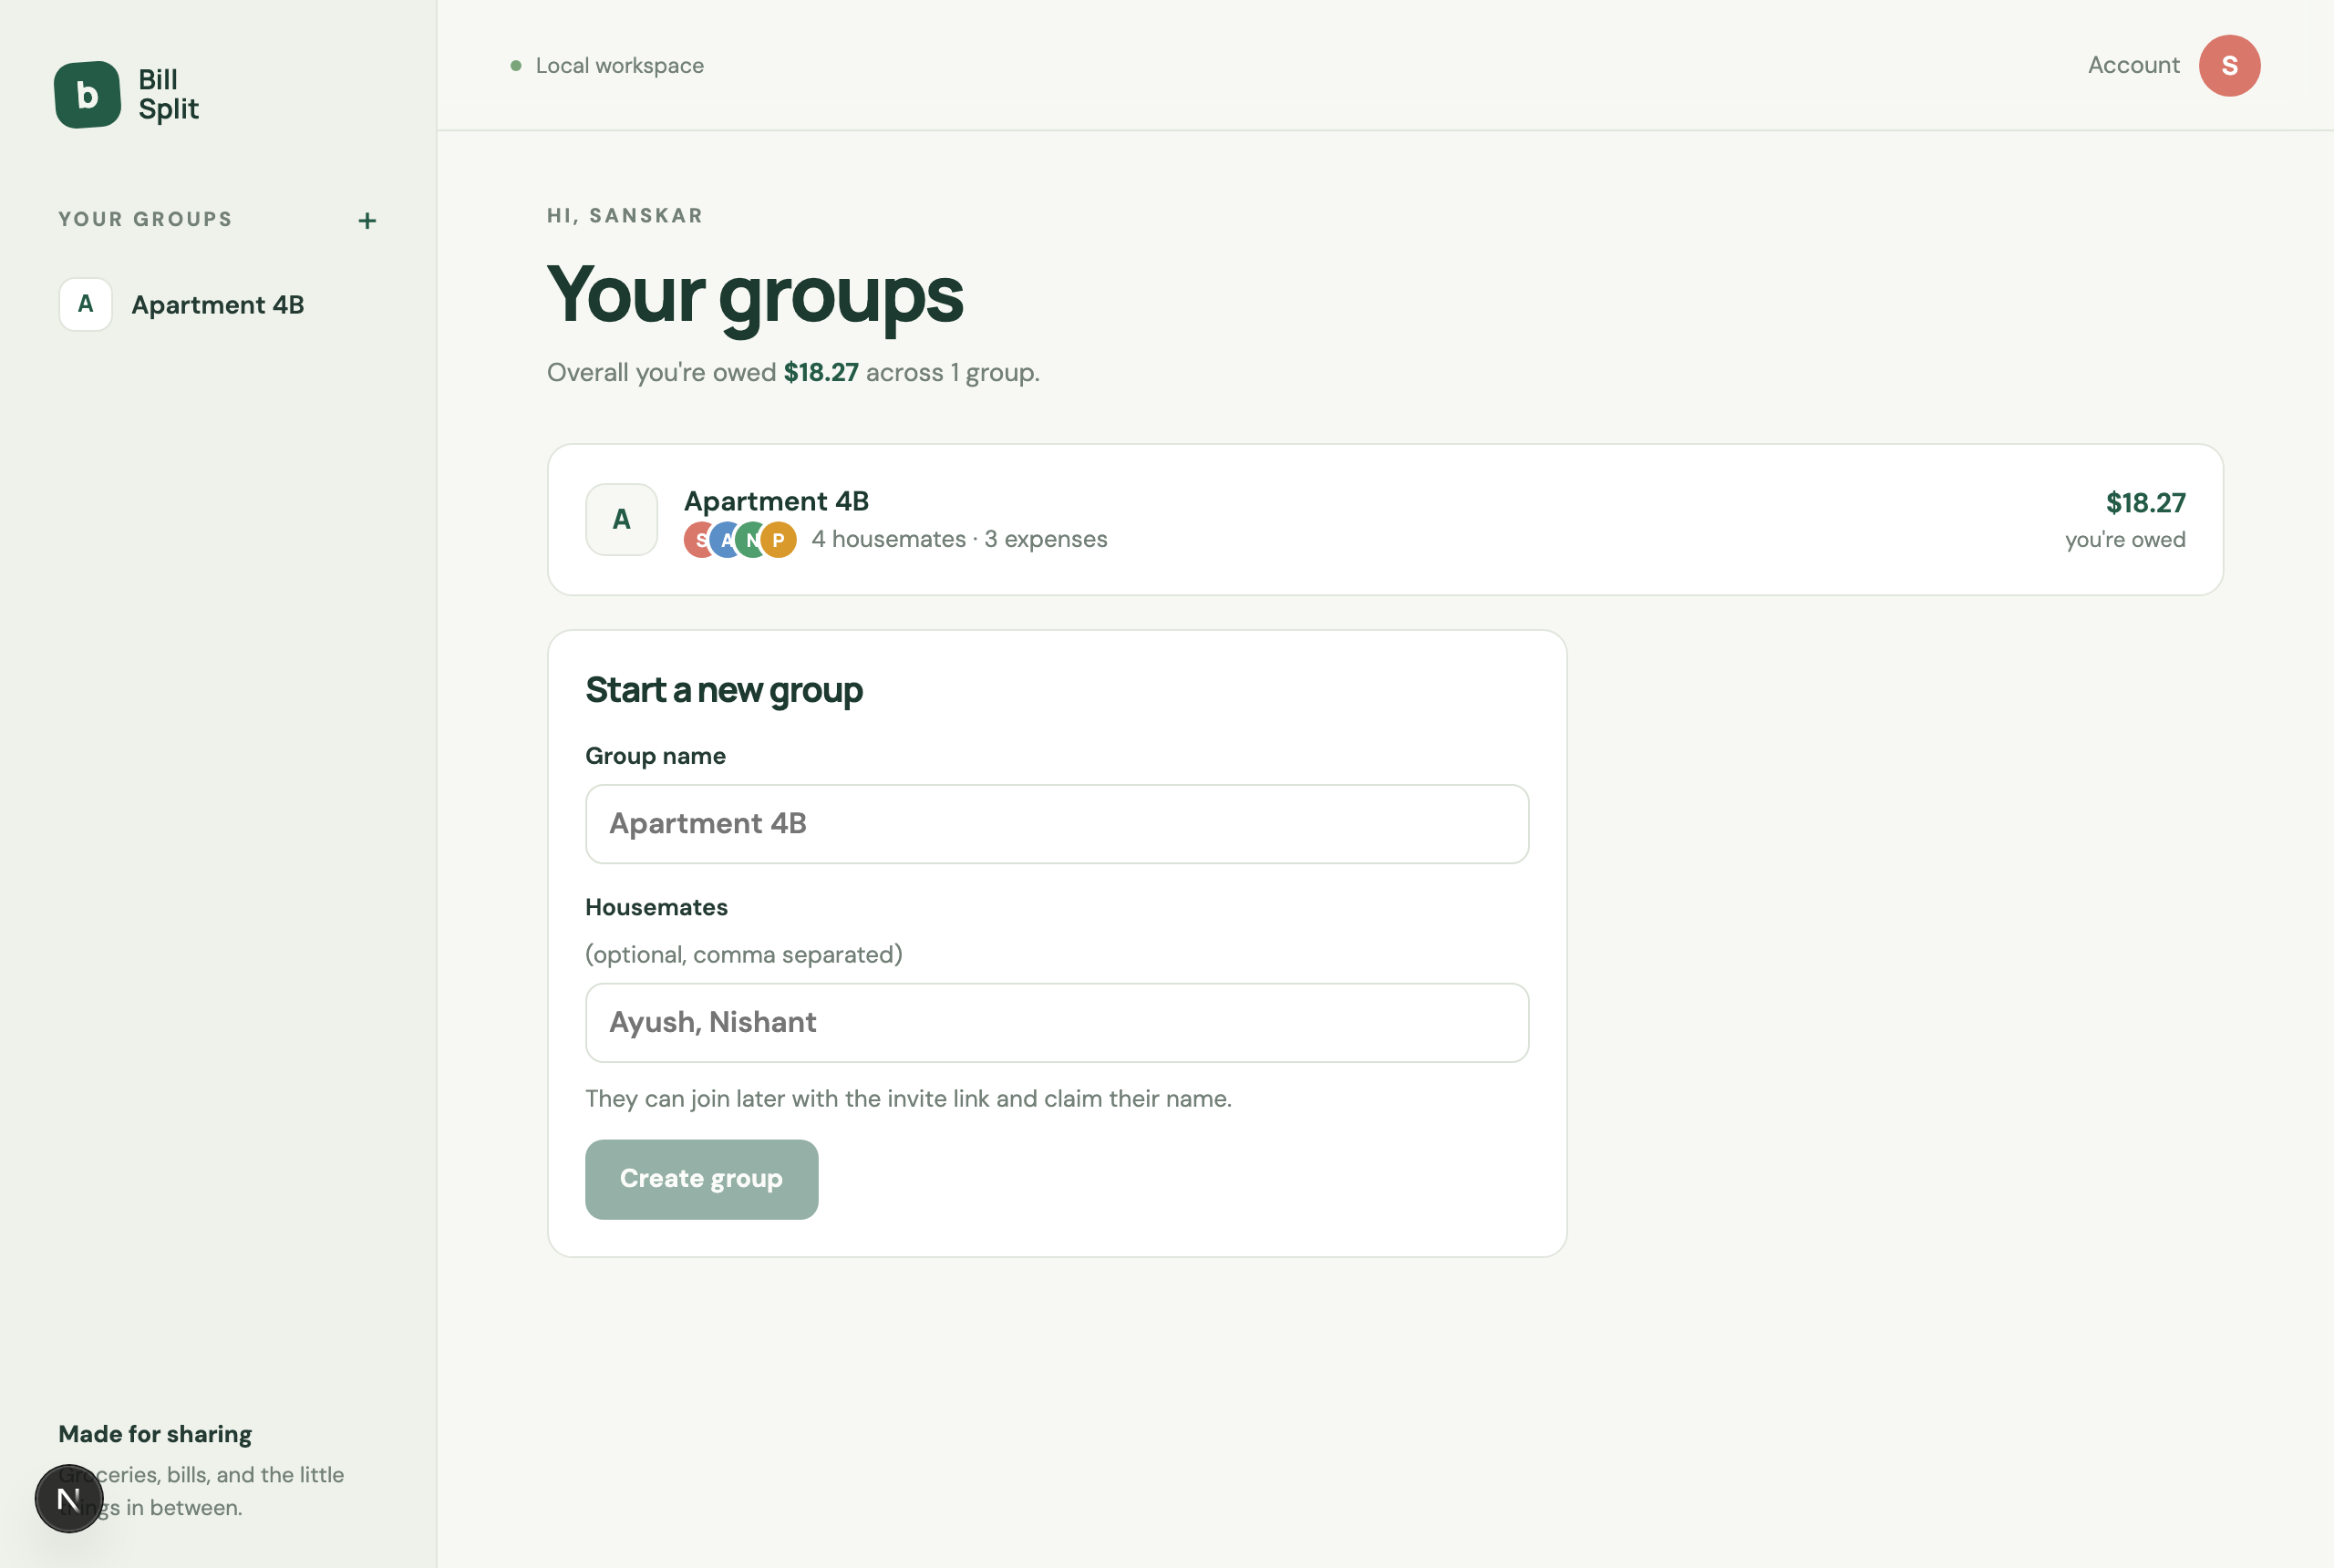 b
Bill
Split
YOUR GROUPS +
A Apartment 4B
Made for sharing
Groceries, bills, and the little
in between.
N
Local workspace
Account S
HI, SANSKAR
Your groups
Overall you're owed $18.27 across 1 group.
A
Apartment 4B
S A N P 4 housemates · 3 expenses
$18.27
you're owed
Start a new group
Group name
Apartment 4B
Housemates
(optional, comma separated)
Ayush, Nishant
They can join later with the invite link and claim their name.
Create group